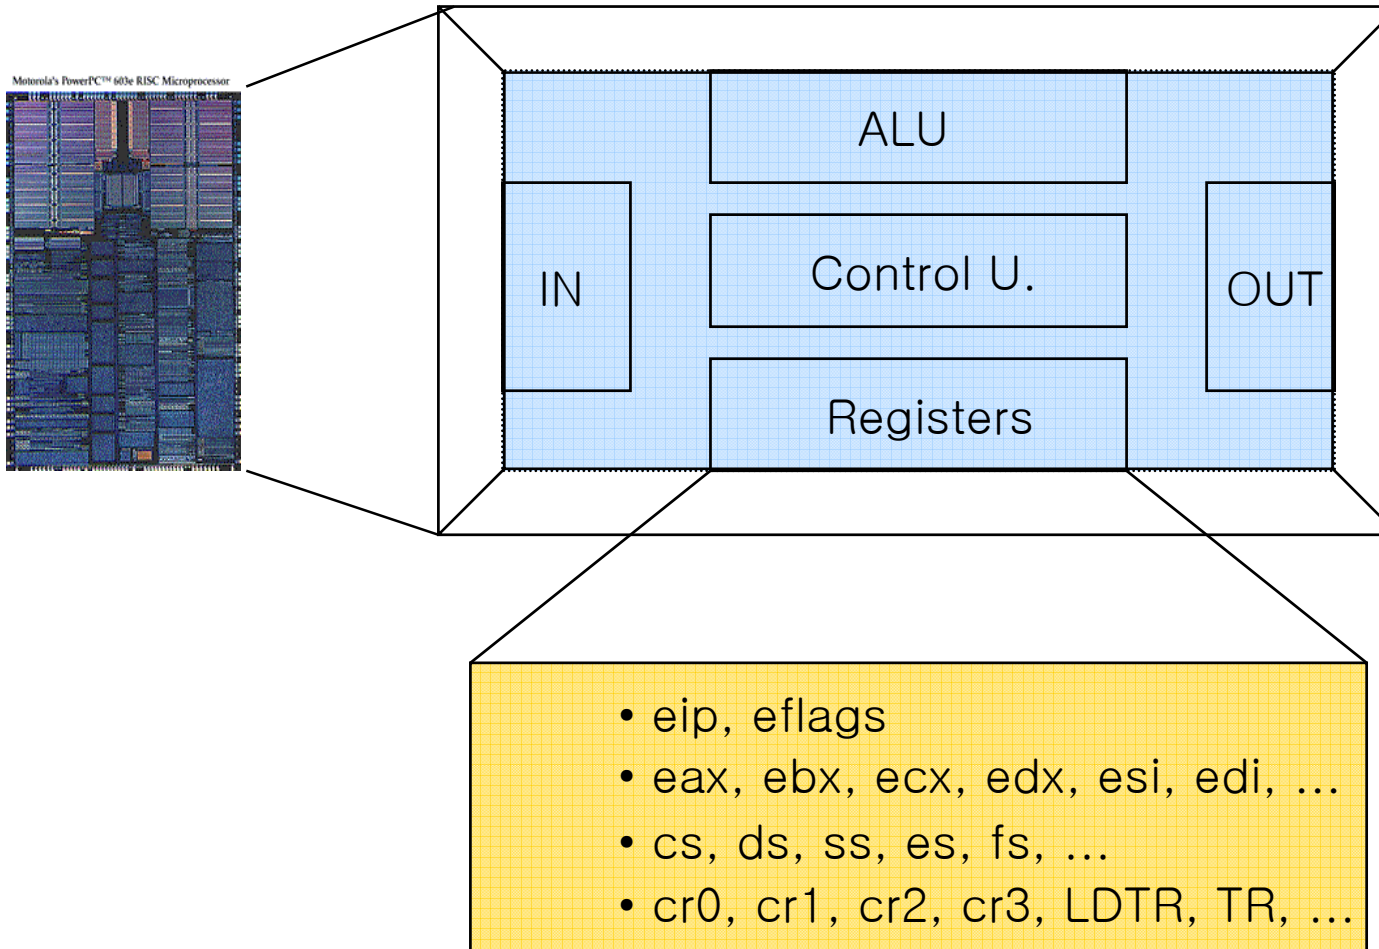 Motorola's PowerPC™ 603e RISC Microprocessor
ALU
IN
Control U.
OUT
Registers
• eip, eflags
• eax, ebx, ecx, edx, esi, edi, …
• cs, ds, ss, es, fs, …
• cr0, cr1, cr2, cr3, LDTR, TR, …